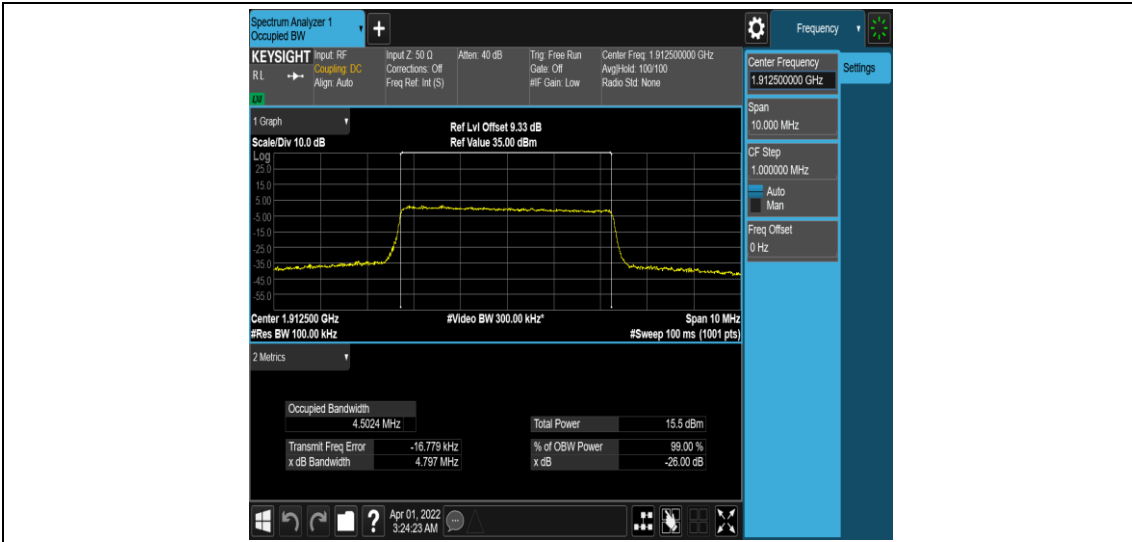 Spectrum Analyzer 1
Occupied BW
+
Frequency
KEYSIGHT
R L
LXI
Input: RF
Coupling: DC
Align: Auto
Input Z: 50 Ω
Corrections: Off
Freq Ref: Int (S)
Atten: 40 dB
Trig: Free Run
Gate: Off
#IF Gain: Low
Center Freq: 1.912500000 GHz
Avg|Hold: 100/100
Radio Std: None
Center Frequency
1.912500000 GHz
Settings
Span
10.000 MHz
CF Step
1.000000 MHz
Auto
Man
Freq Offset
0 Hz
1 Graph
Scale/Div 10.0 dB
Ref Lvl Offset 9.33 dB
Ref Value 35.00 dBm
Log
25.0
15.0
5.00
-5.00
-15.0
-25.0
-35.0
-45.0
-55.0
Center 1.912500 GHz
#Video BW 300.00 kHz*
Span 10 MHz
#Res BW 100.00 kHz
#Sweep 100 ms (1001 pts)
2 Metrics
Occupied Bandwidth
4.5024 MHz
Total Power 15.5 dBm
Transmit Freq Error -16.779 kHz
% of OBW Power 99.00 %
x dB Bandwidth 4.797 MHz
x dB -26.00 dB
?
Apr 01, 2022
3:24:23 AM